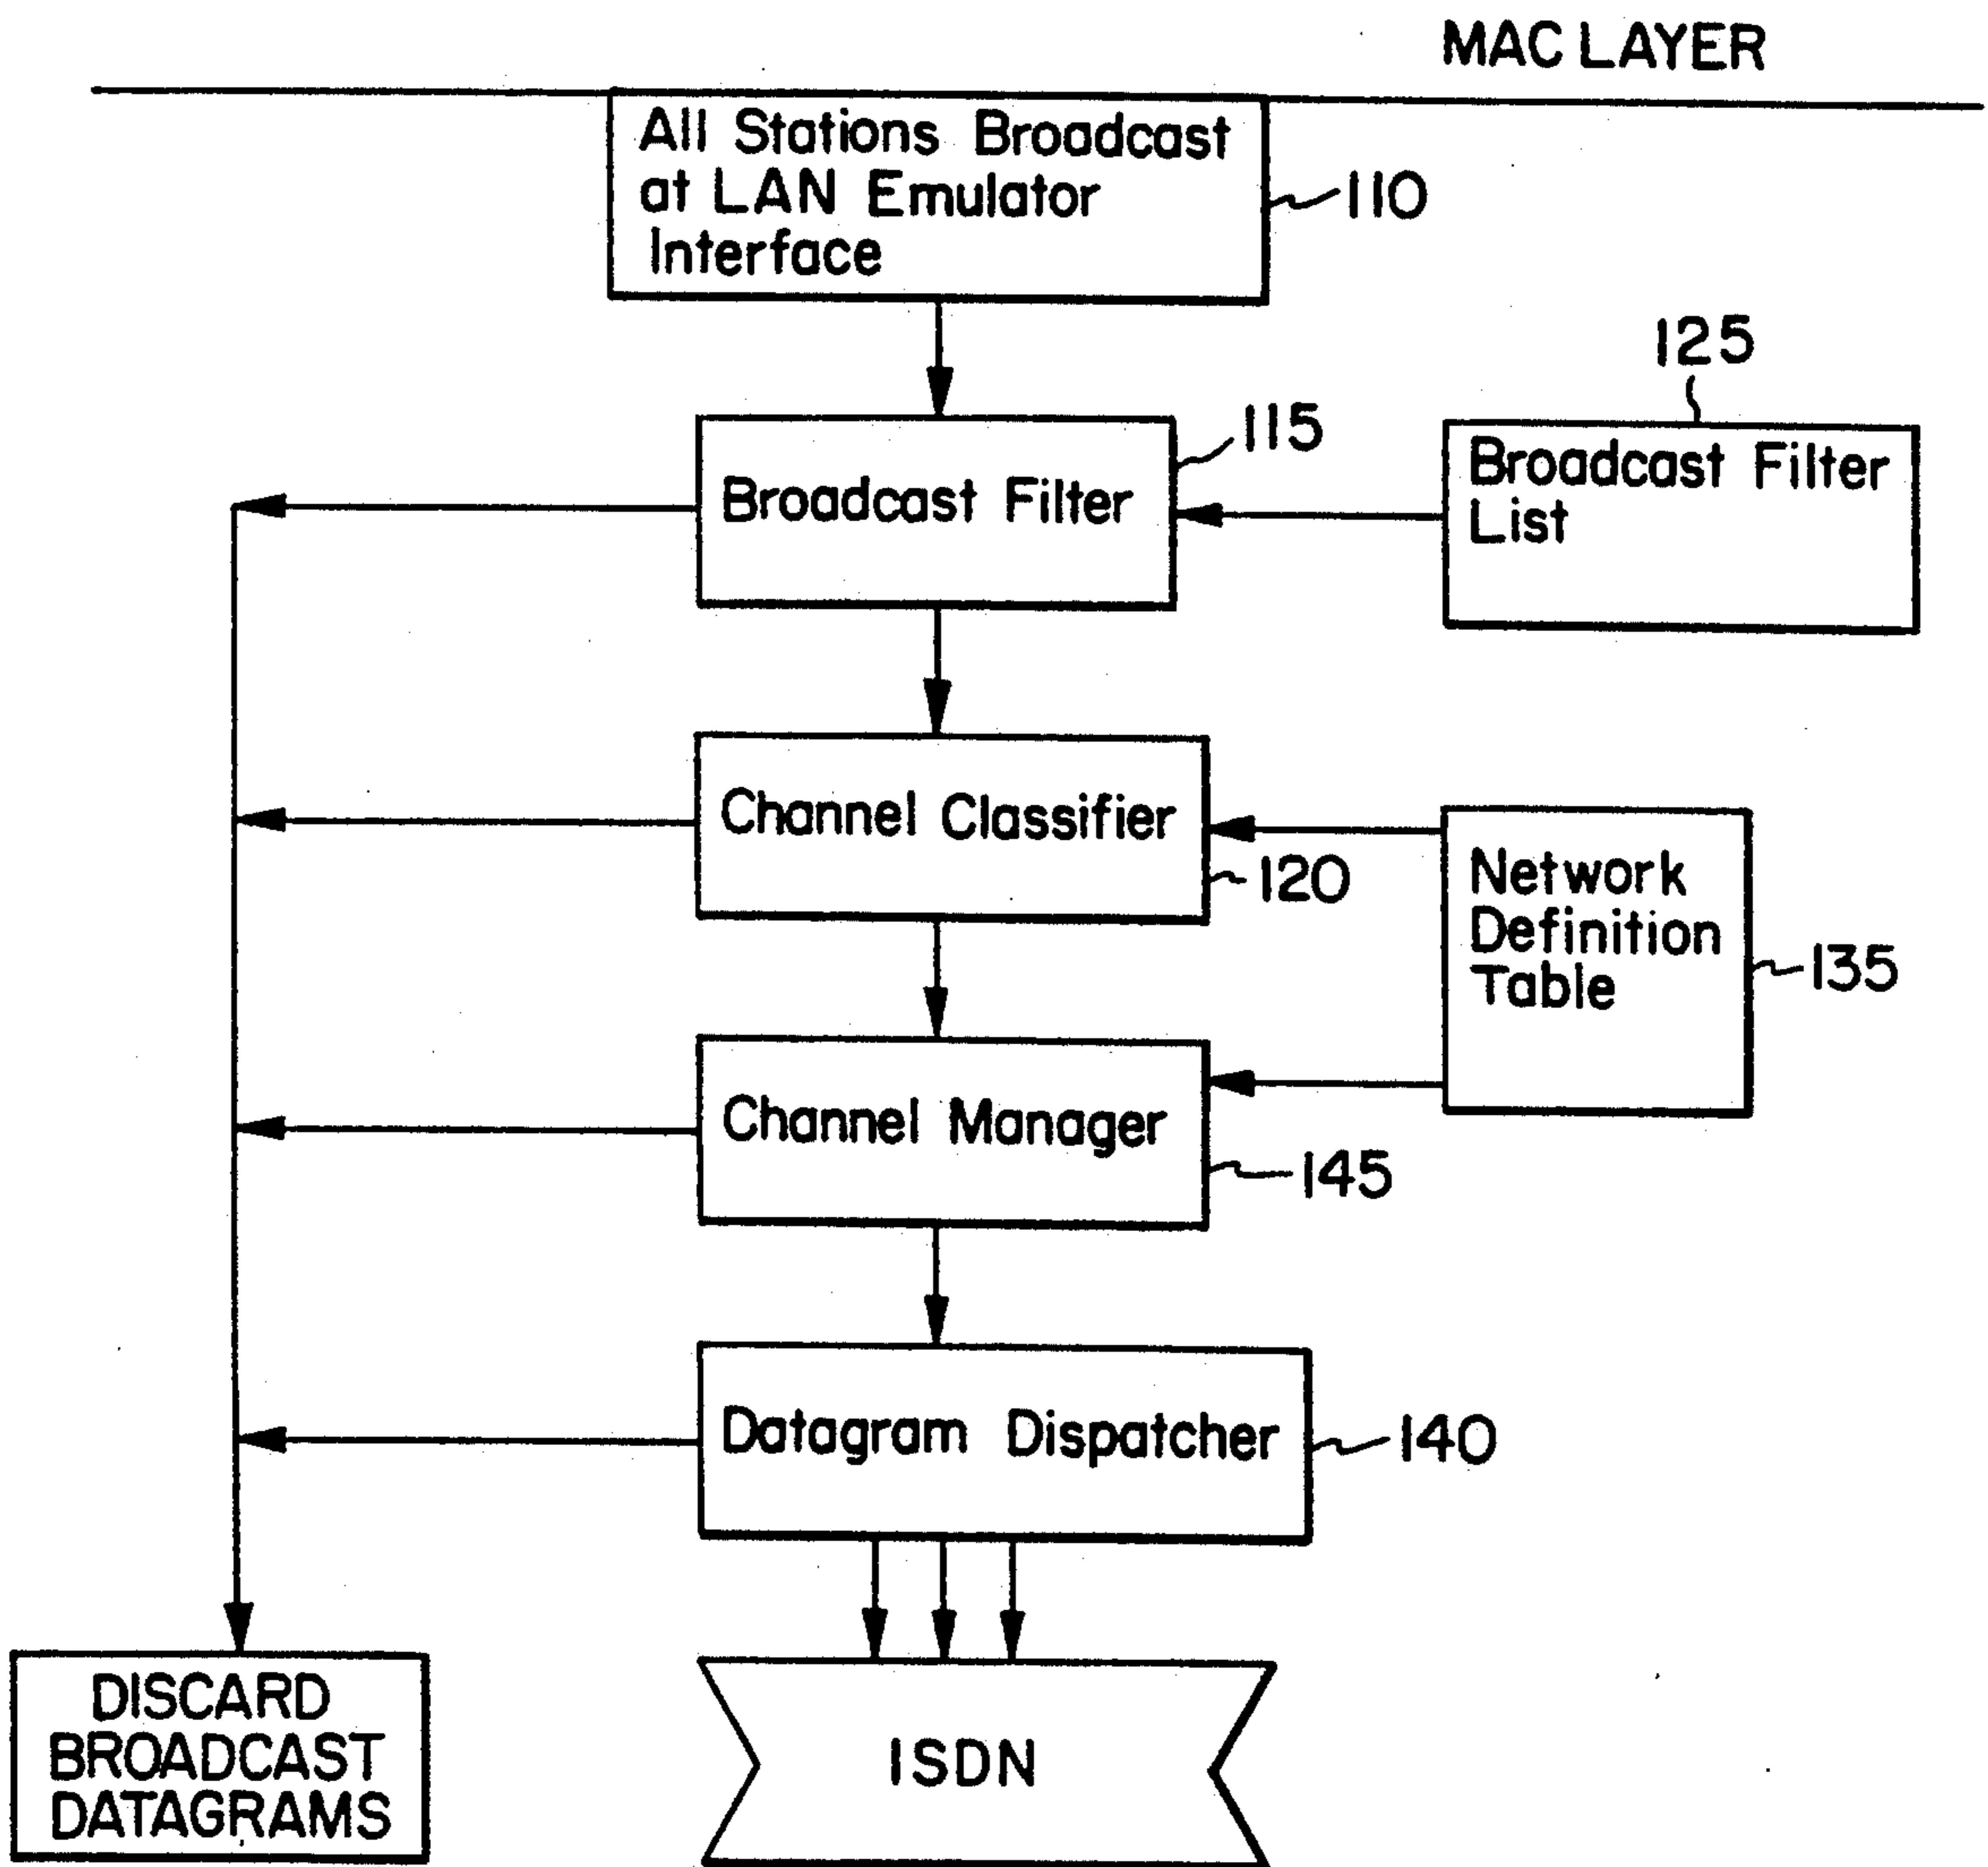 MAC LAYER
All Stations Broadcast
at LAN Emulator
Interface
110
125
115
Broadcast Filter
Broadcast Filter
List
Channel Classifier
120
Network
Definition
Table
135
Channel Manager
145
Datagram Dispatcher
140
DISCARD
BROADCAST
DATAGRAMS
ISDN